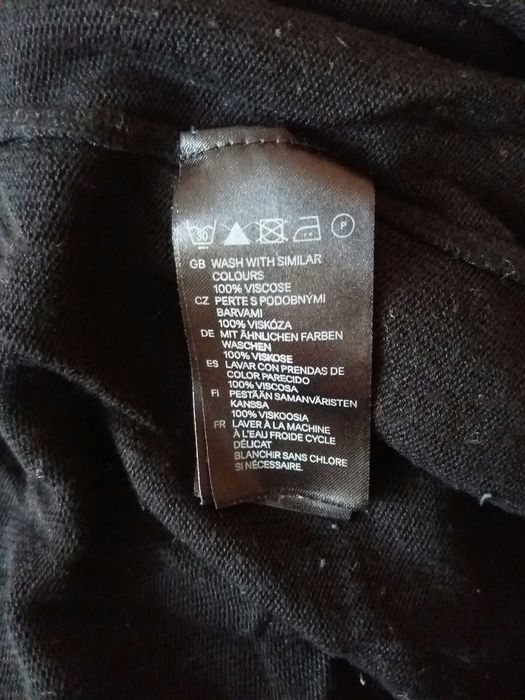 30 P
GB WASH WITH SIMILAR
COLOURS
100% VISCOSE
CZ PERTE S PODOBNÝMI
BARVAMI
100% VISKÓZA
DE MIT ÄHNLICHEN FARBEN
WASCHEN
100% VISKOSE
ES LAVAR CON PRENDAS DE
COLOR PARECIDO
100% VISCOSA
FI PESTÄÄN SAMANVÄRISTEN
KANSSA
100% VISKOOSIA
FR LAVER À LA MACHINE
À L'EAU FROIDE CYCLE
DÉLICAT
BLANCHIR SANS CHLORE
SI NÉCESSAIRE.